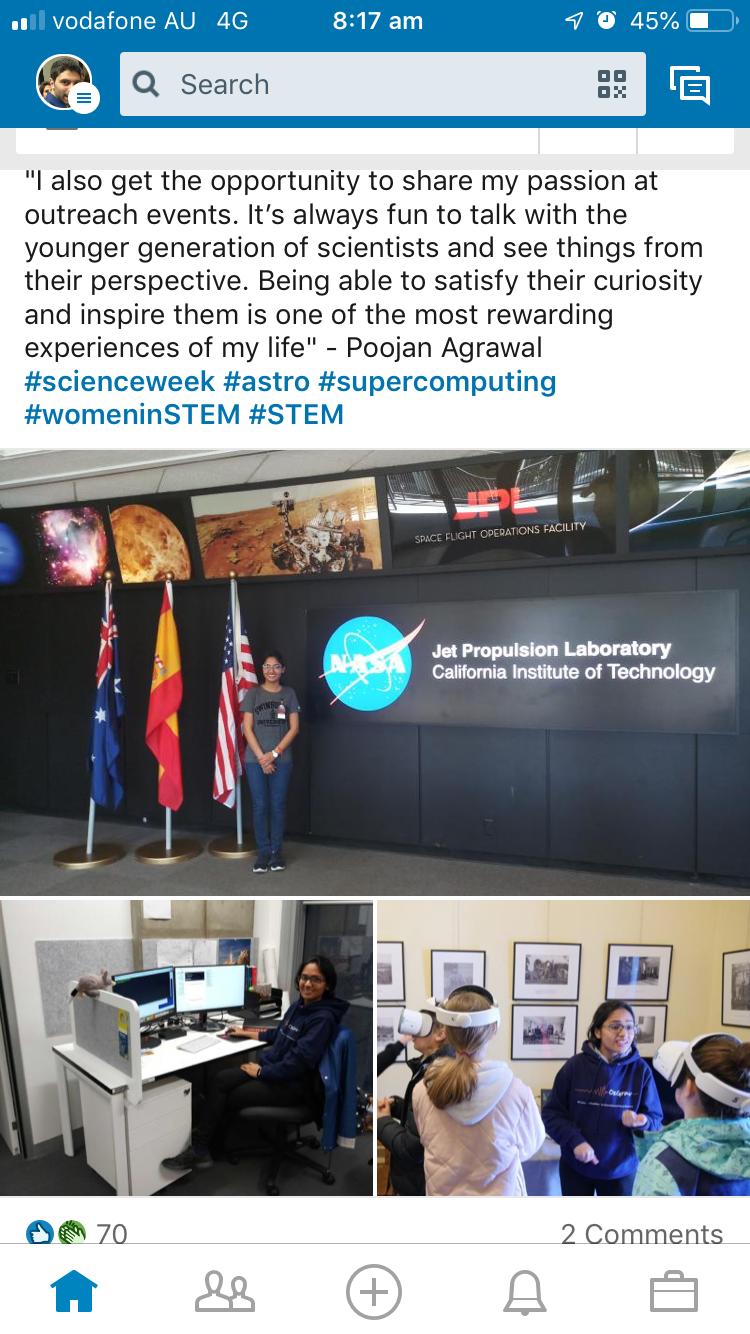 vodafone AU 4G 8:17 am 45%
Search
"I also get the opportunity to share my passion at
outreach events. It’s always fun to talk with the
younger generation of scientists and see things from
their perspective. Being able to satisfy their curiosity
and inspire them is one of the most rewarding
experiences of my life" - Poojan Agrawal
#scienceweek #astro #supercomputing
#womeninSTEM #STEM
JPL
SPACE FLIGHT OPERATIONS FACILITY
NASA
Jet Propulsion Laboratory
California Institute of Technology
OzGrav
70 2 Comments